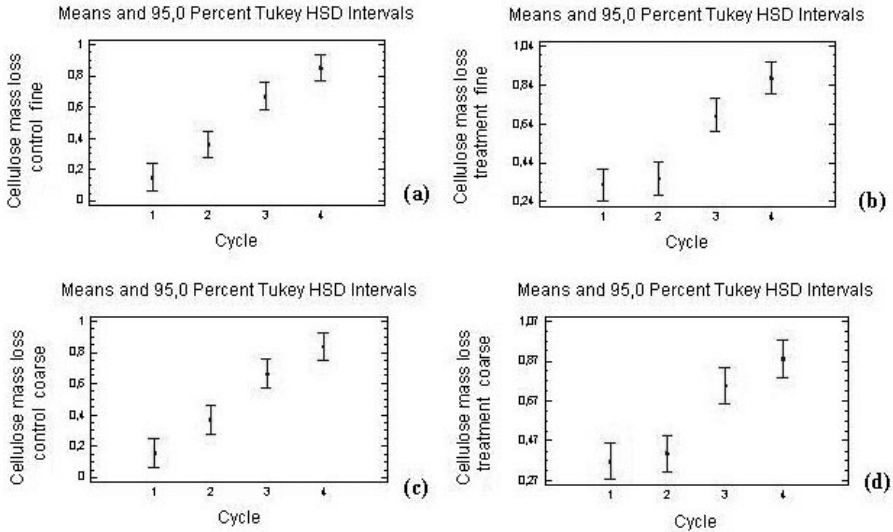 Means and 95,0 Percent Tukey HSD Intervals
Cellulose mass loss
control fine
1
0,8
0,6
0,4
0,2
0
1 2 3 4
Cycle
(a)
Means and 95,0 Percent Tukey HSD Intervals
Cellulose mass loss
treatment fine
1,04
0,84
0,64
0,44
0,24
1 2 3 4
Cycle
(b)
Means and 95,0 Percent Tukey HSD Intervals
Cellulose mass loss
control coarse
1
0,8
0,6
0,4
0,2
0
1 2 3 4
Cycle
(c)
Means and 95,0 Percent Tukey HSD Intervals
Cellulose mass loss
treatment coarse
1,07
0,87
0,67
0,47
0,27
1 2 3 4
Cycle
(d)